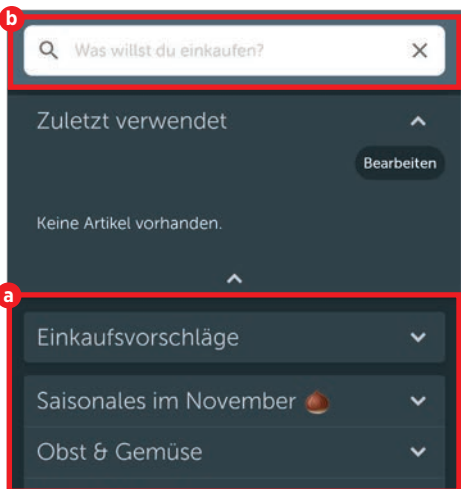 b
Was willst du einkaufen?
Zuletzt verwendet
Bearbeiten
Keine Artikel vorhanden.
a
Einkaufsvorschläge
Saisonales im November
Obst & Gemüse